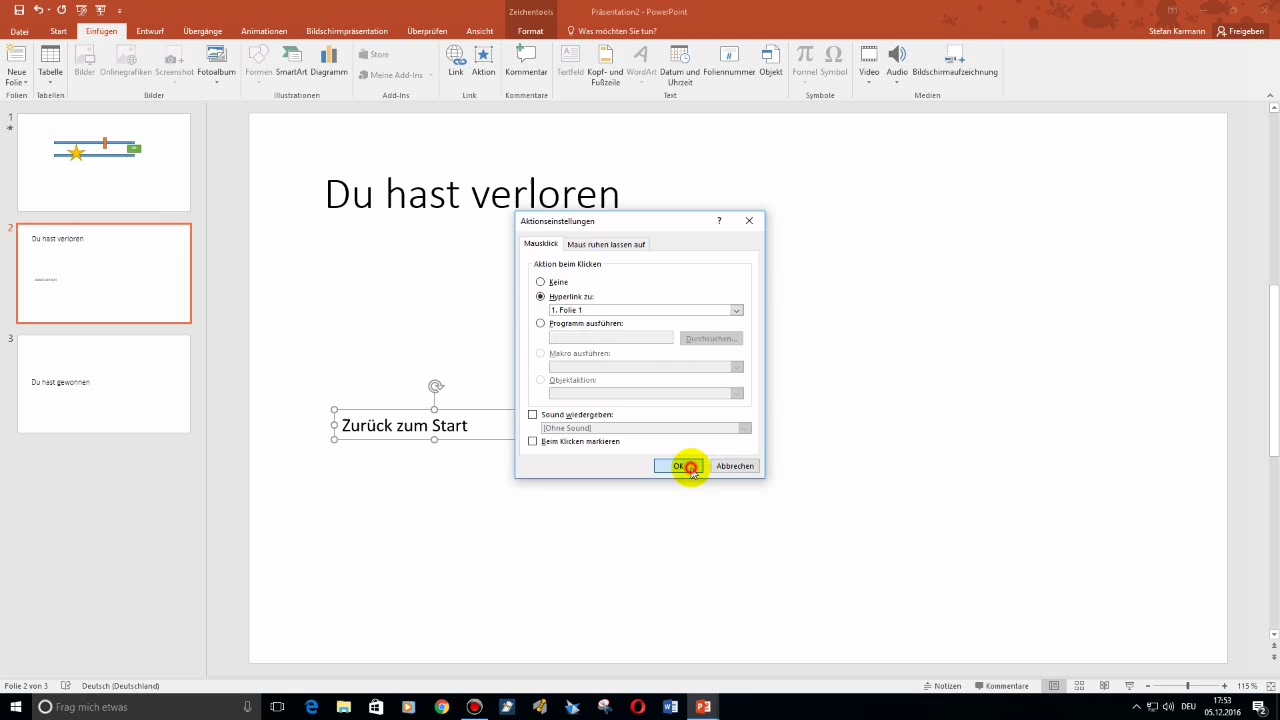 Zeichentools
Präsentation2 - PowerPoint
Datei
Start
Einfügen
Entwurf
Übergänge
Animationen
Bildschirmpräsentation
Überprüfen
Ansicht
Format
Was möchten Sie tun?
Stefan Karmann
Freigeben
Neue Folie
Tabelle
Bilder
Onlinegrafiken
Screenshot
Fotoalbum
Formen
SmartArt
Diagramm
Store
Meine Add-Ins
Link
Aktion
Kommentar
Textfeld
Kopf- und Fußzeile
WordArt
Datum und Uhrzeit
Foliennummer
Objekt
Formel
Symbol
Video
Audio
Bildschirmaufzeichnung
Folien
Tabellen
Bilder
Illustrationen
Add-Ins
Link
Kommentare
Text
Symbole
Medien
1
2
Du hast verloren
3
Du hast gewonnen
Du hast verloren
Zurück zum Start
Aktionseinstellungen
?
Mausklick
Maus ruhen lassen auf
Aktion beim Klicken
Keine
Hyperlink zu:
1. Folie 1
Programm ausführen:
Durchsuchen...
Makro ausführen:
Objektaktion:
Sound wiedergeben:
[Ohne Sound]
Beim Klicken markieren
OK
Abbrechen
Folie 2 von 3
Deutsch (Deutschland)
Notizen
Kommentare
115 %
Frag mich etwas
DEU
17:53
05.12.2016
2